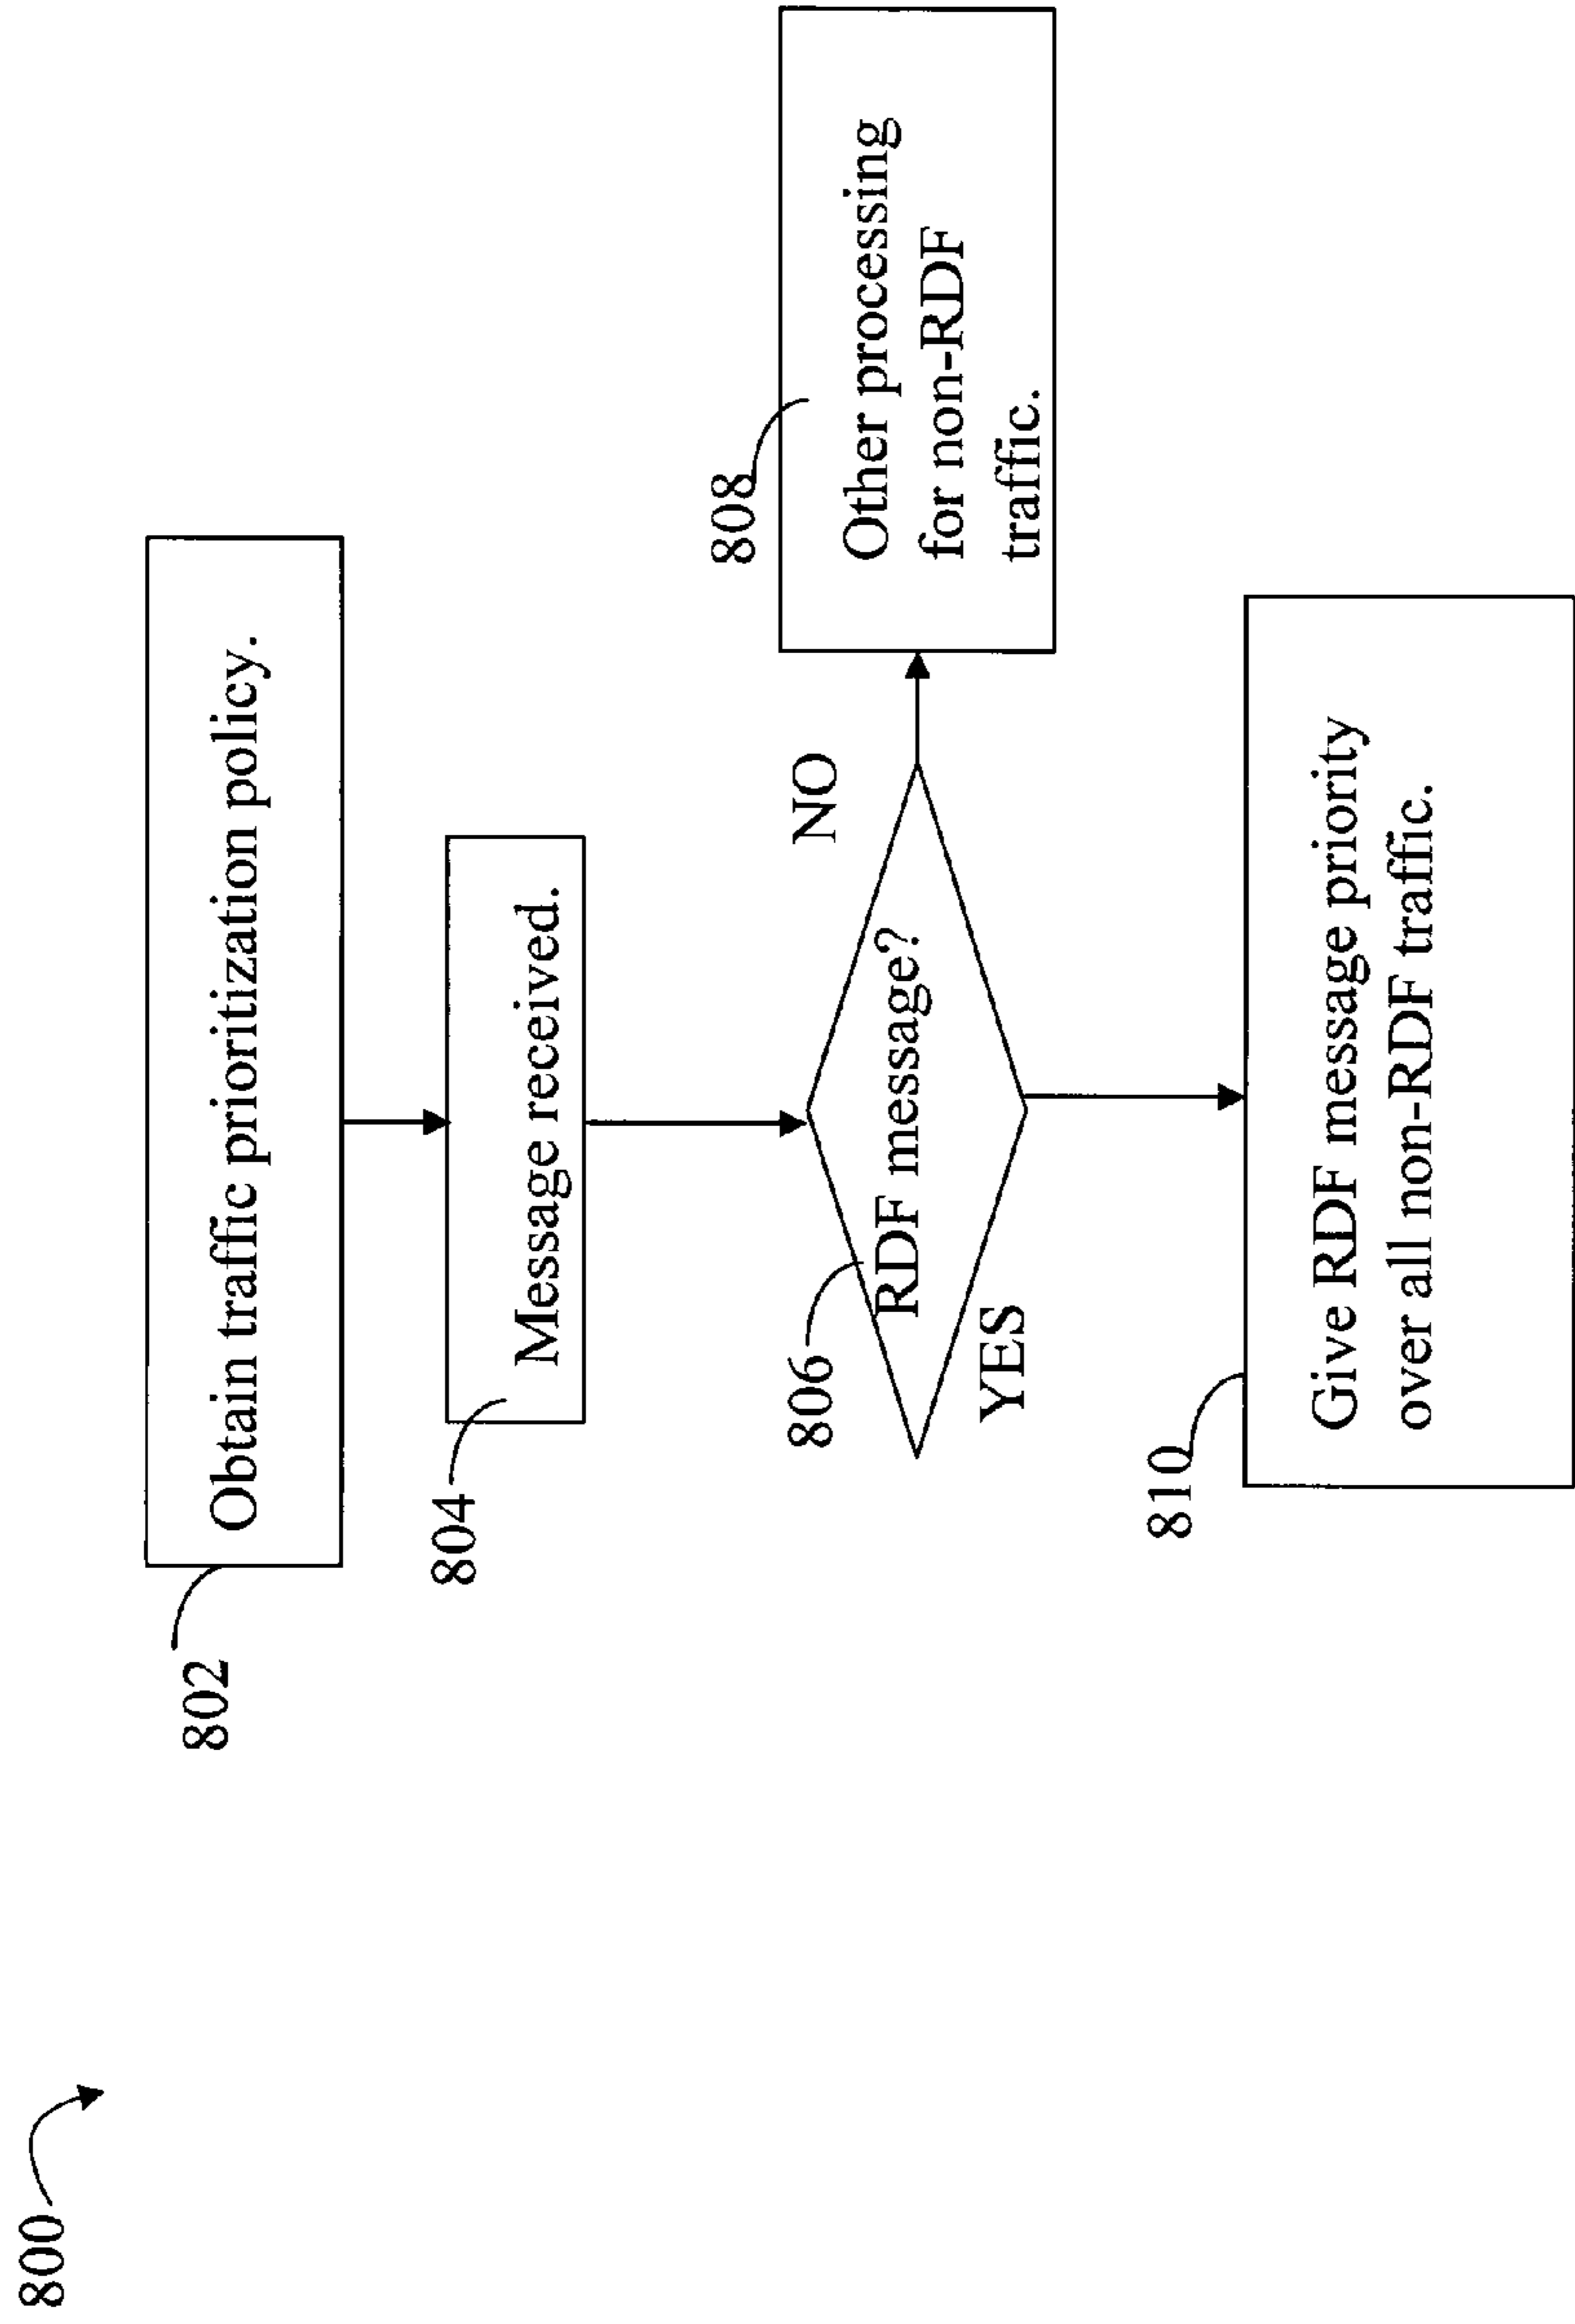 800
802
Obtain traffic prioritization policy.
804
Message received.
806
RDF message?
NO
YES
808
Other processing
for non-RDF
traffic.
810
Give RDF message priority
over all non-RDF traffic.